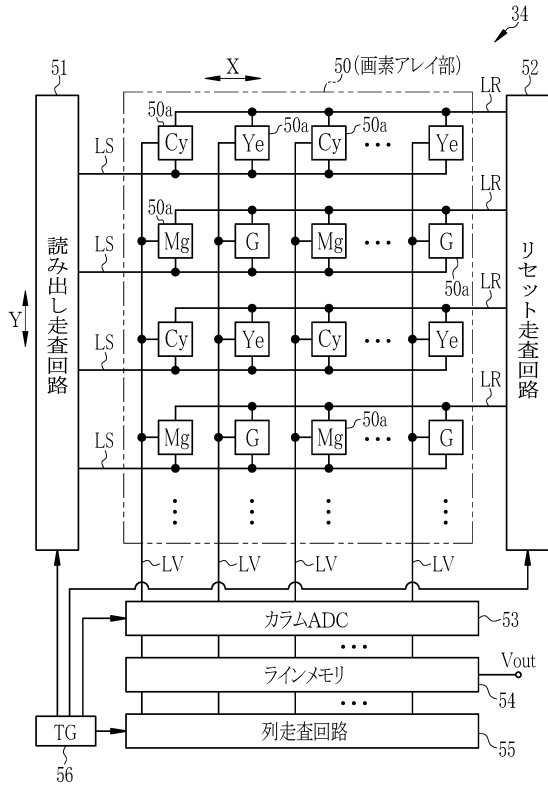 34
51
X
50(画素アレイ部)
52
LR
50a
50a
50a
Cy
Ye
Cy
Ye
LS
50a
LR
LS
Mg
G
Mg
G
50a
LR
読み出し走査回路
リセット走査回路
Y
Cy
Ye
Cy
Ye
LS
LR
50a
Mg
G
Mg
G
LS
LV
LV
LV
LV
カラムADC
53
ラインメモリ
Vout
54
TG
列走査回路
56
55